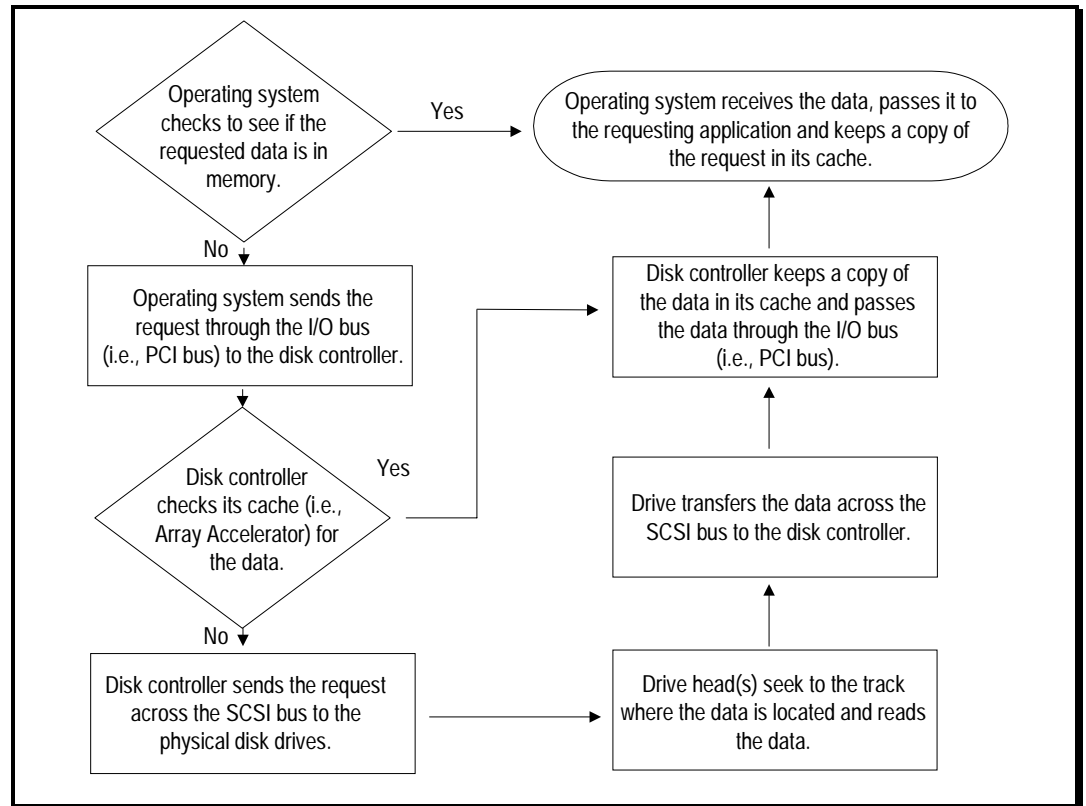 Operating system
checks to see if the
requested data is in
memory.
Yes
Operating system receives the data, passes it to
the requesting application and keeps a copy of
the request in its cache.
No
Operating system sends the
request through the I/O bus
(i.e., PCI bus) to the disk controller.
Disk controller keeps a copy of
the data in its cache and passes
the data through the I/O bus
(i.e., PCI bus).
Disk controller
checks its cache (i.e.,
Array Accelerator) for
the data.
Yes
Drive transfers the data across the
SCSI bus to the disk controller.
No
Disk controller sends the request
across the SCSI bus to the
physical disk drives.
Drive head(s) seek to the track
where the data is located and reads
the data.